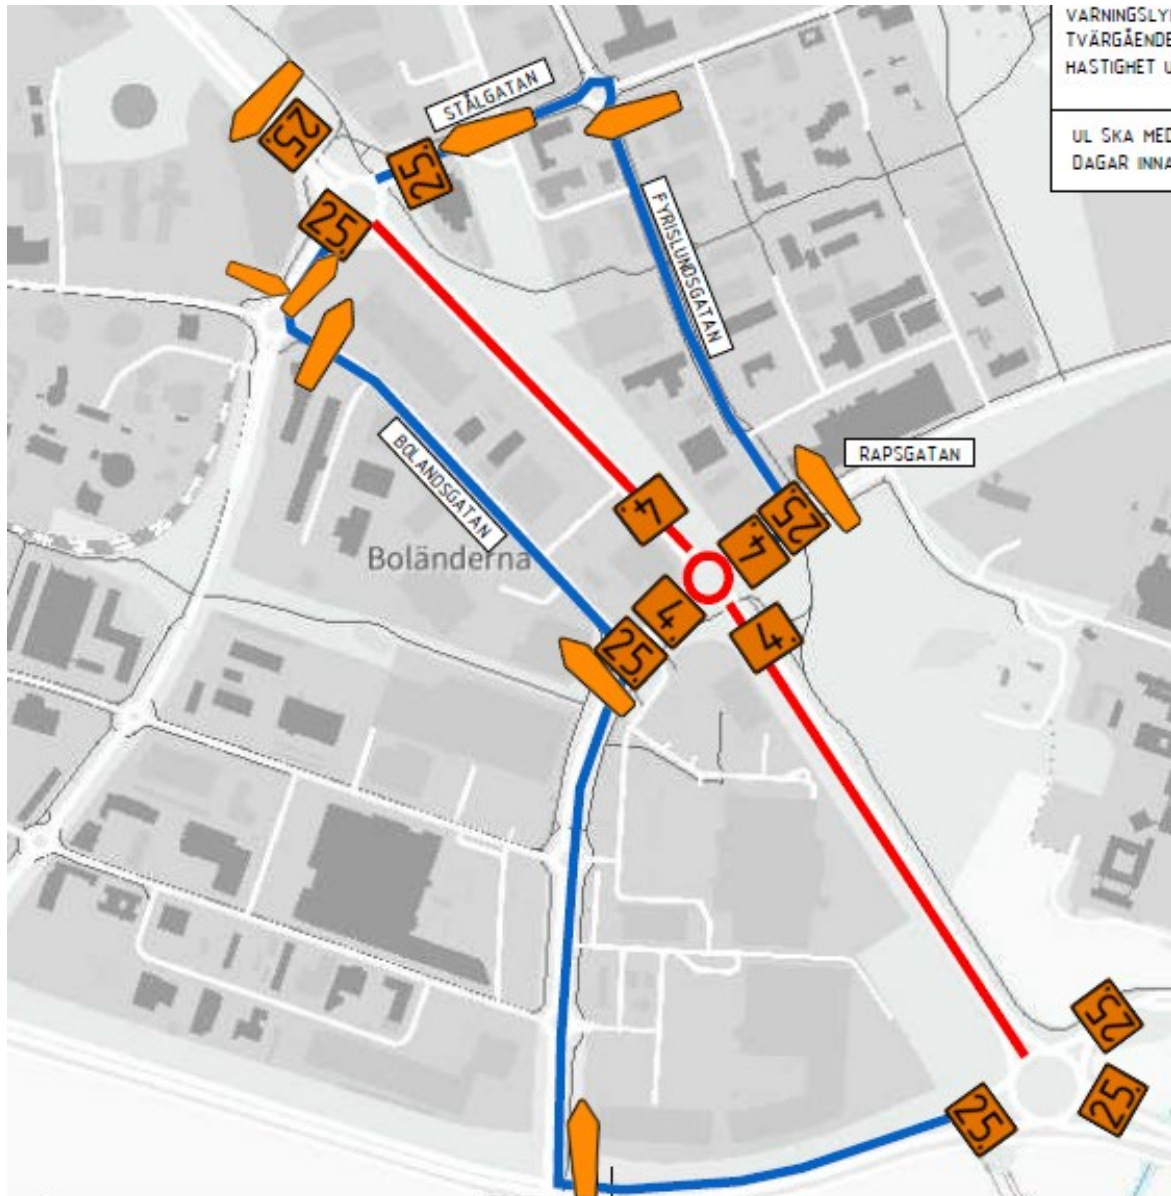 VARNINGSLY
TVÄRGÅENDE
HASTIGHET U
UL SKA MED
DAGAR INNA
STÅLGATAN
25.
25.
25.
FYRISLUNDSGATAN
RAPSGATAN
BOLANDSGATAN
Boländerna
4.
25.
4.
4.
4.
25.
25.
25.
25.